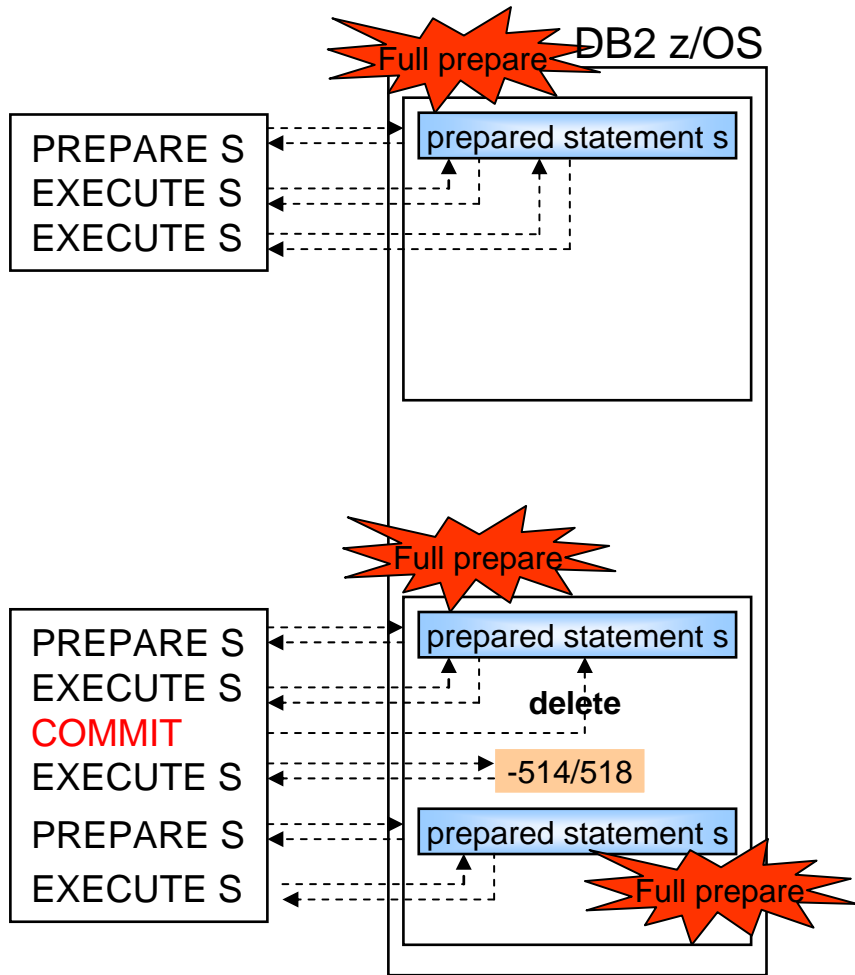 DB2 z/OS
Full prepare
prepared statement s
PREPARE S
EXECUTE S
EXECUTE S
Full prepare
prepared statement s
PREPARE S
EXECUTE S
delete
COMMIT
EXECUTE S
-514/518
PREPARE S
prepared statement s
EXECUTE S
Full prepare